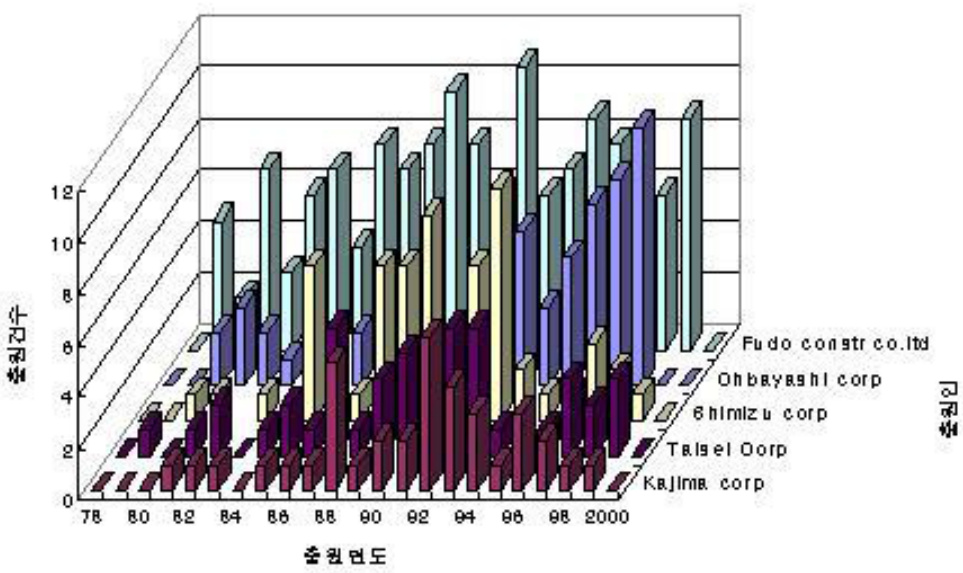 12
10
8
6
4
2
0
출원건수
78 80 82 84 86 88 90 92 94 96 98 2000
출원년도
Fudo constr co.ltd
Ohbayashi corp
Shimizu corp
Taisei Corp
Kajima corp
출원인